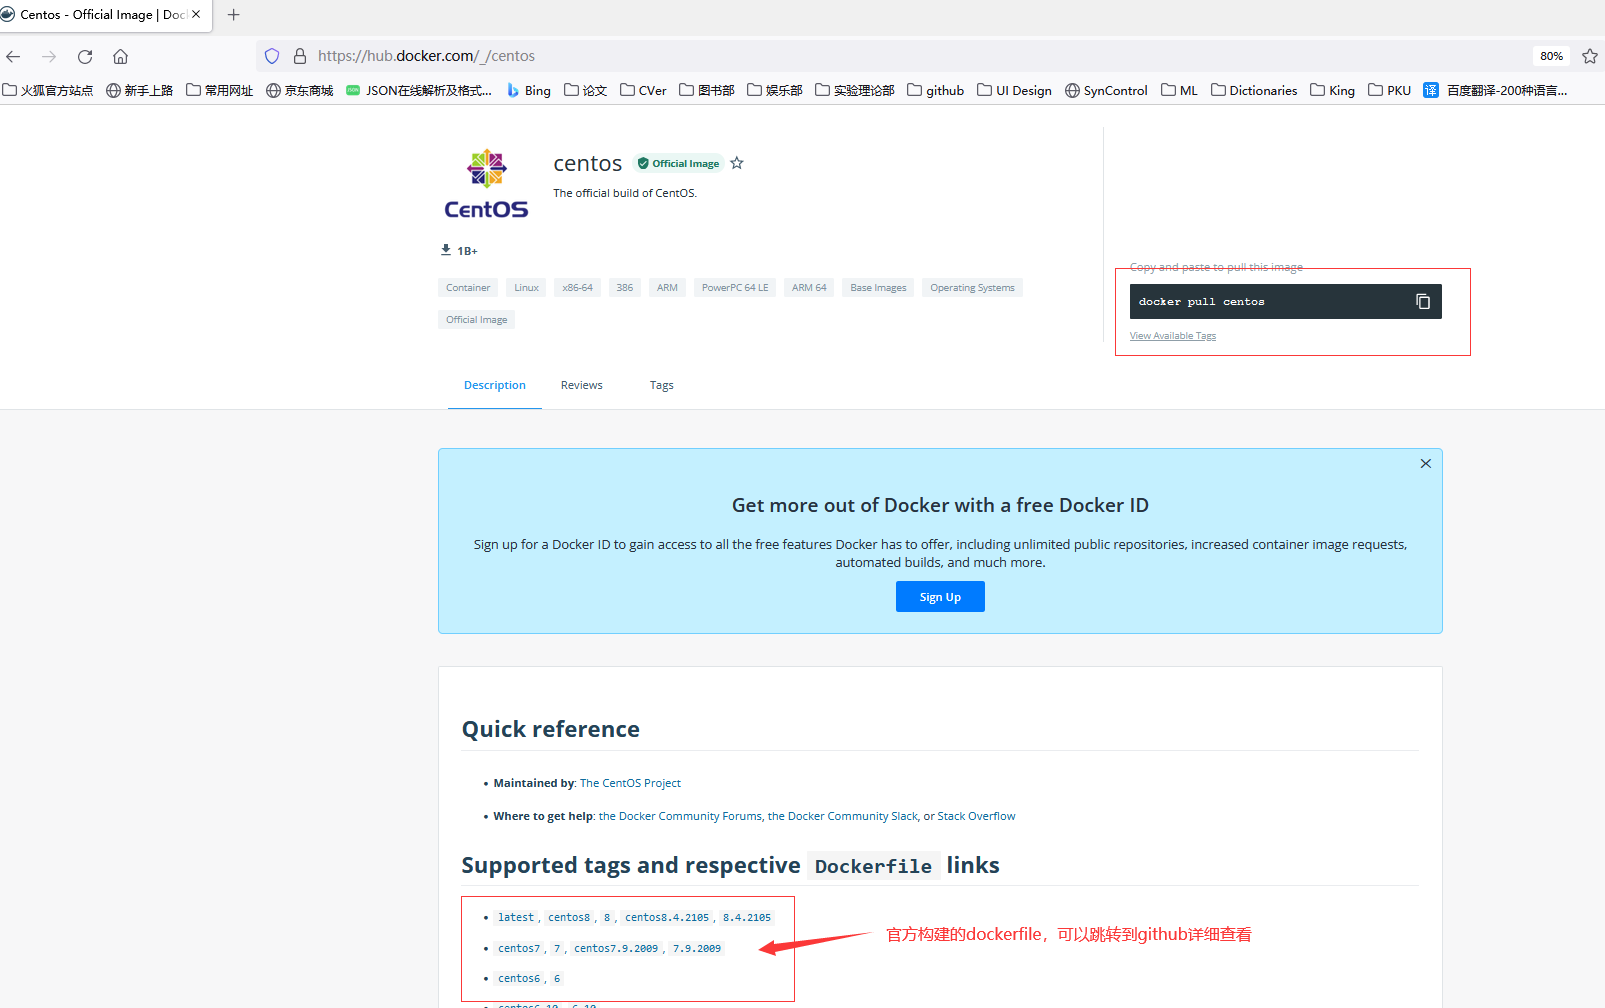 Centos - Official Image | Doc
https://hub.docker.com/_/centos
80%
火狐官方站点 新手上路 常用网址 京东商城 JSON在线解析及格式... Bing 论文 CVer 图书部 娱乐部 实验理论部 github UI Design SynControl ML Dictionaries King PKU 译 百度翻译-200种语言...
CentOS
centos Official Image
The official build of CentOS.
1B+
Container Linux x86-64 386 ARM PowerPC 64 LE ARM 64 Base Images Operating Systems
Official Image
Copy and paste to pull this image
docker pull centos
View Available Tags
Description Reviews Tags
Get more out of Docker with a free Docker ID
Sign up for a Docker ID to gain access to all the free features Docker has to offer, including unlimited public repositories, increased container image requests,
automated builds, and much more.
Sign Up
Quick reference
• Maintained by: The CentOS Project
• Where to get help: the Docker Community Forums, the Docker Community Slack, or Stack Overflow
Supported tags and respective Dockerfile links
• latest, centos8, 8, centos8.4.2105, 8.4.2105
• centos7, 7, centos7.9.2009, 7.9.2009
官方构建的dockerfile，可以跳转到github详细查看
• centos6, 6